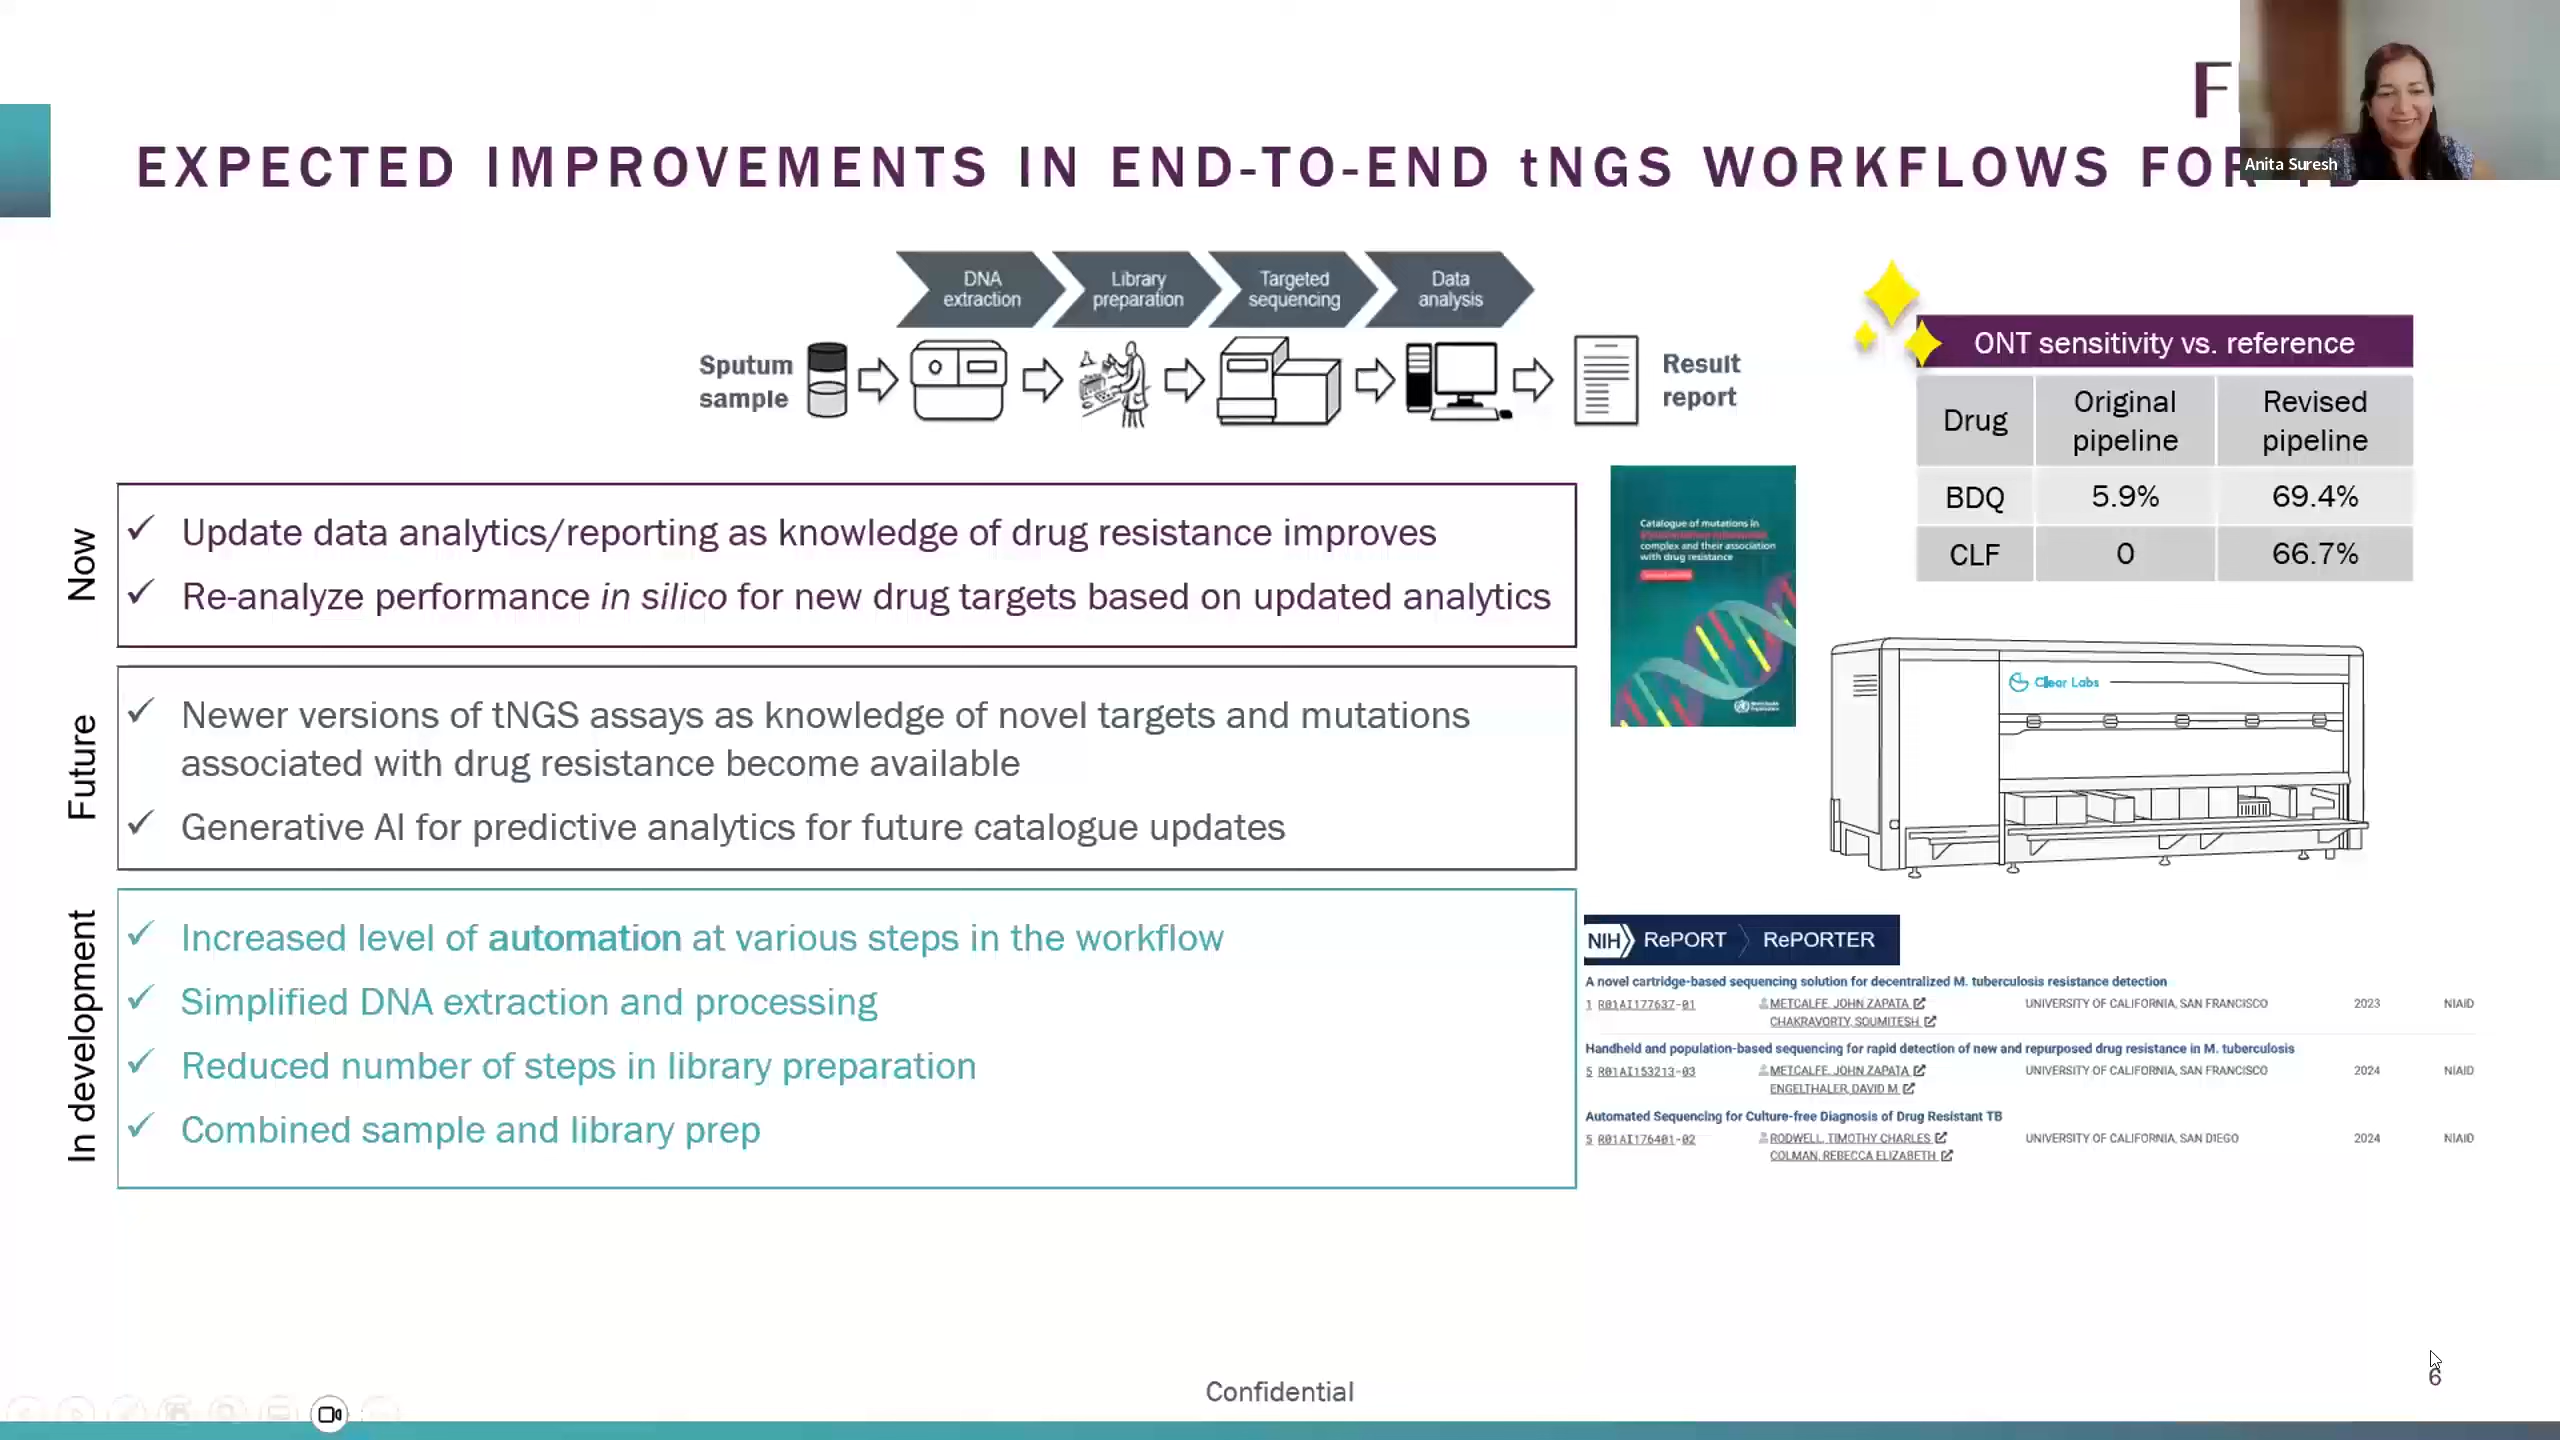 EXPECTED IMPROVEMENTS IN END-TO-END tNGS WORKFLOWS FOR
Anita Suresh
DNA
extraction
Library
preparation
Targeted
sequencing
Data
analysis
Sputum
sample
Result
report
ONT sensitivity vs. reference
Drug
Original
pipeline
Revised
pipeline
BDQ
5.9%
69.4%
CLF
0
66.7%
Now
✓ Update data analytics/reporting as knowledge of drug resistance improves
✓ Re-analyze performance in silico for new drug targets based on updated analytics
Catalogue of mutations in
complex and their association
with drug resistance
World Health
Organization
Clear Labs
Future
✓ Newer versions of tNGS assays as knowledge of novel targets and mutations
associated with drug resistance become available
✓ Generative AI for predictive analytics for future catalogue updates
In development
✓ Increased level of automation at various steps in the workflow
✓ Simplified DNA extraction and processing
✓ Reduced number of steps in library preparation
✓ Combined sample and library prep
NIH RePORT RePORTER
A novel cartridge-based sequencing solution for decentralized M. tuberculosis resistance detection
1 R01AI177637-01 METCALFE, JOHN ZAPATA UNIVERSITY OF CALIFORNIA, SAN FRANCISCO 2023 NIAID
CHAKRAVORTY, SOUMITESH
Handheld and population-based sequencing for rapid detection of new and repurposed drug resistance in M. tuberculosis
5 R01AI153213-03 METCALFE, JOHN ZAPATA UNIVERSITY OF CALIFORNIA, SAN FRANCISCO 2024 NIAID
ENGELTHALER, DAVID M
Automated Sequencing for Culture-free Diagnosis of Drug Resistant TB
5 R01AI176401-02 RODWELL, TIMOTHY CHARLES UNIVERSITY OF CALIFORNIA, SAN DIEGO 2024 NIAID
COLMAN, REBECCA ELIZABETH
Confidential
6